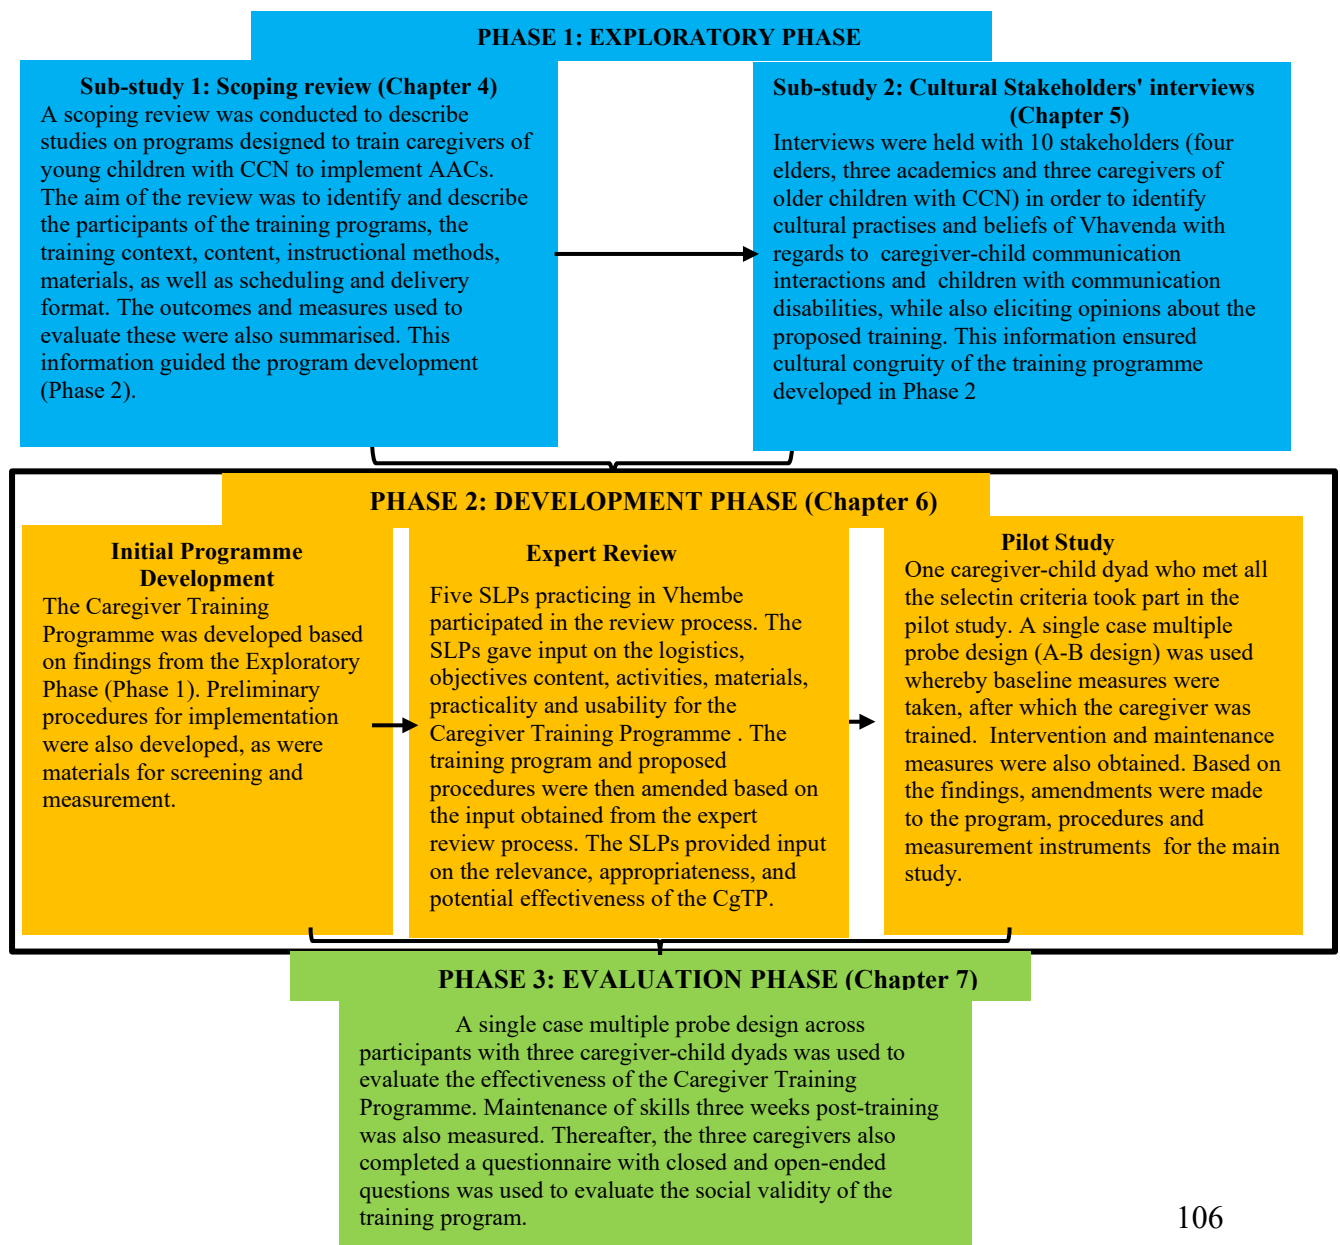 PHASE 1: EXPLORATORY PHASE
Sub-study 1: Scoping review (Chapter 4)
A scoping review was conducted to describe
studies on programs designed to train caregivers of
young children with CCN to implement AACs.
The aim of the review was to identify and describe
the participants of the training programs, the
training context, content, instructional methods,
materials, as well as scheduling and delivery
format. The outcomes and measures used to
evaluate these were also summarised. This
information guided the program development
(Phase 2).
Sub-study 2: Cultural Stakeholders' interviews
(Chapter 5)
Interviews were held with 10 stakeholders (four
elders, three academics and three caregivers of
older children with CCN) in order to identify
cultural practises and beliefs of Vhavenda with
regards to caregiver-child communication
interactions and children with communication
disabilities, while also eliciting opinions about the
proposed training. This information ensured
cultural congruity of the training programme
developed in Phase 2
PHASE 2: DEVELOPMENT PHASE (Chapter 6)
Initial Programme
Development
The Caregiver Training
Programme was developed based
on findings from the Exploratory
Phase (Phase 1). Preliminary
procedures for implementation
were also developed, as were
materials for screening and
measurement.
Expert Review
Five SLPs practicing in Vhembe
participated in the review process. The
SLPs gave input on the logistics,
objectives content, activities, materials,
practicality and usability for the
Caregiver Training Programme . The
training program and proposed
procedures were then amended based on
the input obtained from the expert
review process. The SLPs provided input
on the relevance, appropriateness, and
potential effectiveness of the CgTP.
Pilot Study
One caregiver-child dyad who met all
the selectin criteria took part in the
pilot study. A single case multiple
probe design (A-B design) was used
whereby baseline measures were
taken, after which the caregiver was
trained. Intervention and maintenance
measures were also obtained. Based on
the findings, amendments were made
to the program, procedures and
measurement instruments for the main
study.
PHASE 3: EVALUATION PHASE (Chapter 7)
A single case multiple probe design across
participants with three caregiver-child dyads was used to
evaluate the effectiveness of the Caregiver Training
Programme. Maintenance of skills three weeks post-training
was also measured. Thereafter, the three caregivers also
completed a questionnaire with closed and open-ended
questions was used to evaluate the social validity of the
training program.
106